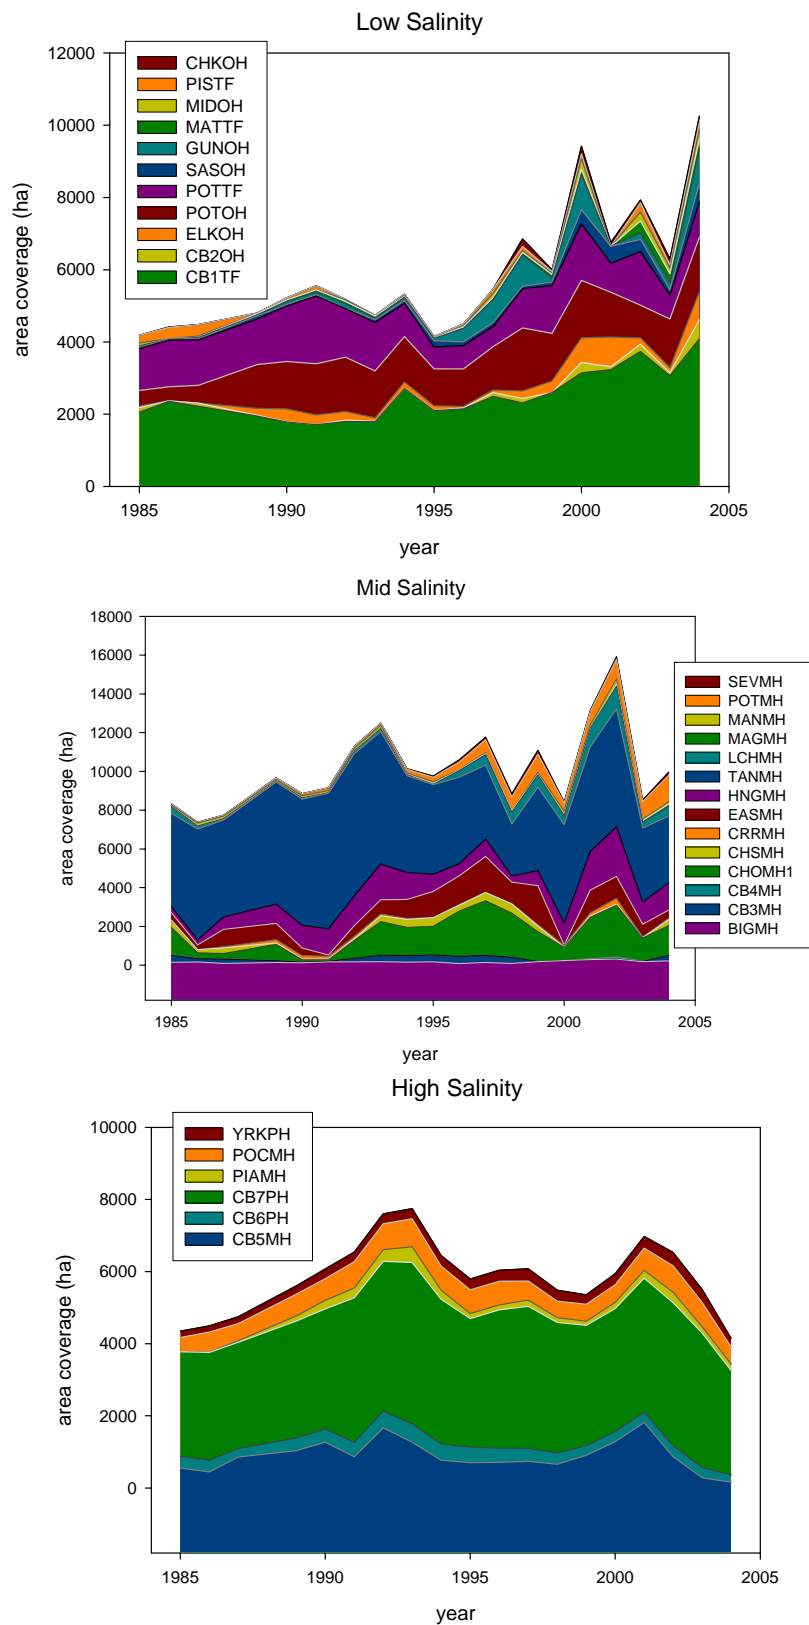 Low Salinity
12000
10000
8000
6000
4000
2000
0
area coverage (ha)
CHKOH
PISTF
MIDOH
MATTF
GUNOH
SASOH
POTTF
POTOH
ELKOH
CB2OH
CB1TF
1985 1990 1995 2000 2005
year
Mid Salinity
18000
16000
14000
12000
10000
8000
6000
4000
2000
0
area coverage (ha)
SEVMH
POTMH
MANMH
MAGMH
LCHMH
TANMH
HNGMH
EASMH
CRRMH
CHSMH
CHOMH1
CB4MH
CB3MH
BIGMH
1985 1990 1995 2000 2005
year
High Salinity
10000
8000
6000
4000
2000
0
area coverage (ha)
YRKPH
POCMH
PIAMH
CB7PH
CB6PH
CB5MH
1985 1990 1995 2000 2005
year